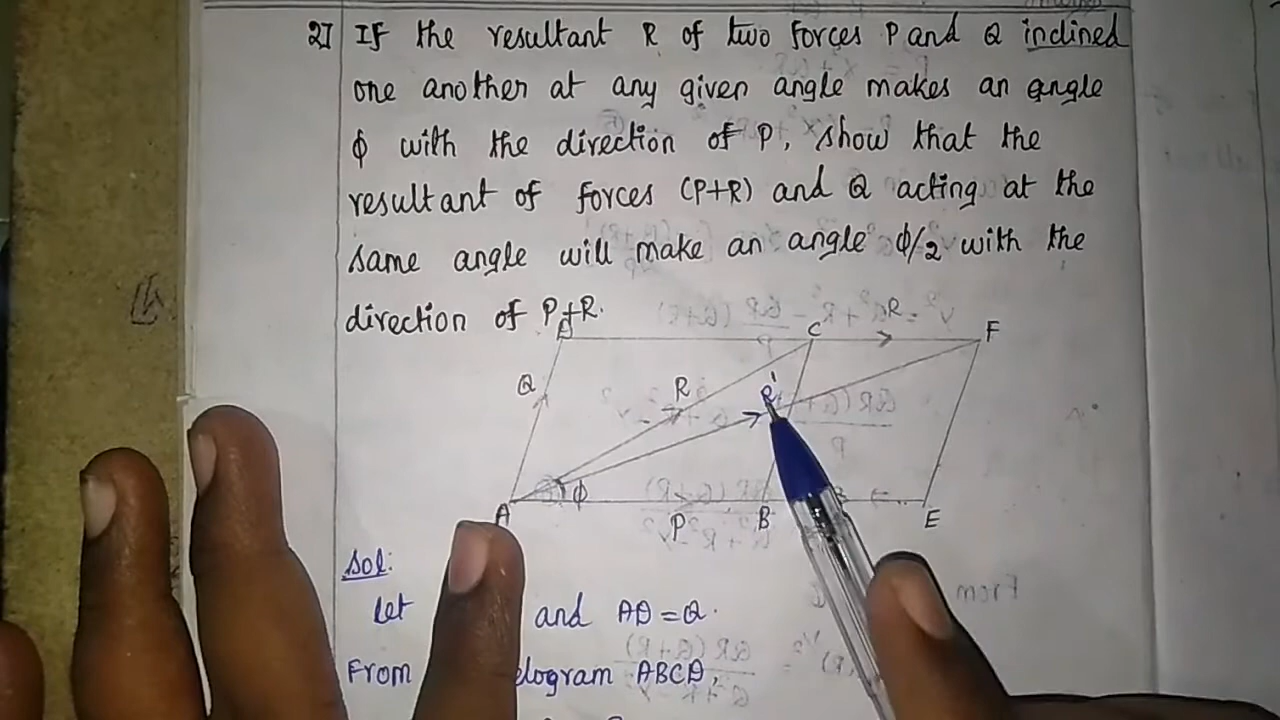 27 If the resultant R of two forces P and Q inclined
one another at any given angle makes an angle
ϕ with the direction of P, show that the
resultant of forces (P+R) and Q acting at the
same angle will make an angle ϕ/2 with the
direction of P+R.
D C R F
Q R R'
ϕ
A P B E
Sol:
Let and AD = Q.
From ABCD,